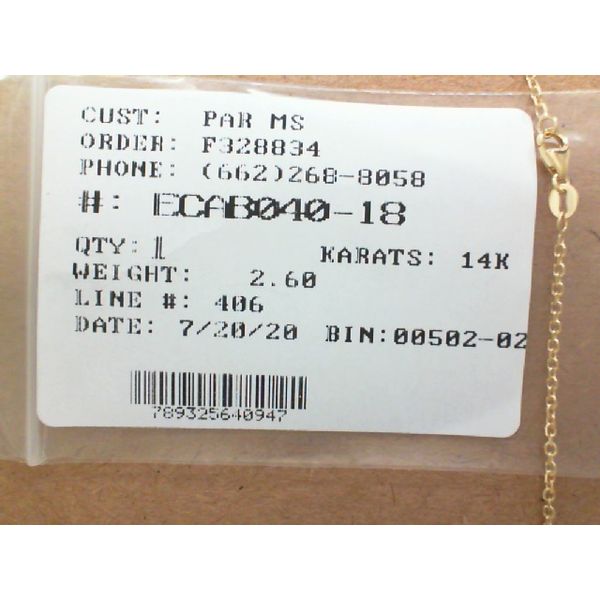 CUST: PAR MS
ORDER: F328834
PHONE: (662)268-8058
#: ECAB040-18
QTY: 1 KARATS: 14K
WEIGHT: 2.60
LINE #: 406
DATE: 7/20/20 BIN:00502-02
789325640947